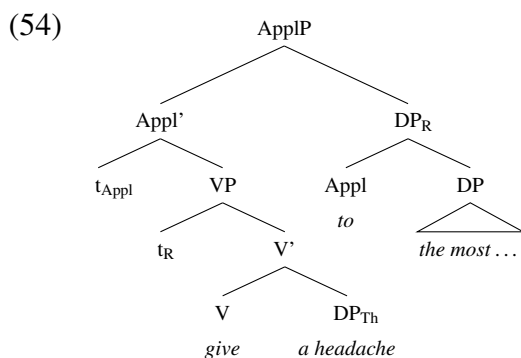 (54)
ApplP
Appl’ DP_R
t_Appl VP Appl DP
to
t_R V’ the most . . .
V DP_Th
give a headache